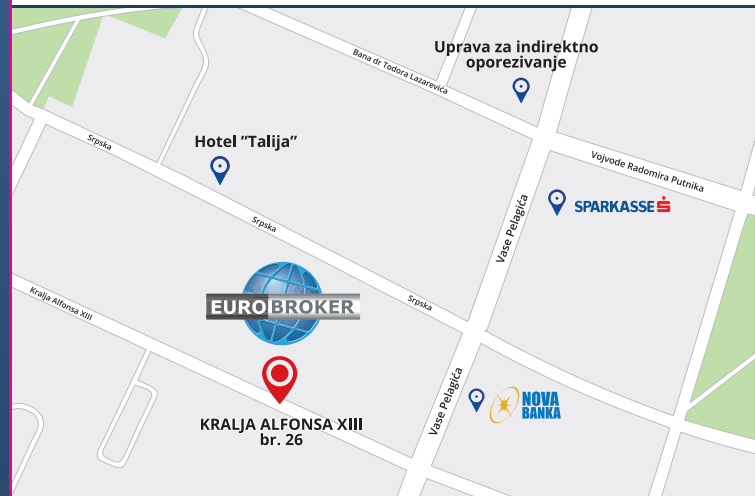 Uprava za indirektno
oporezivanje
Bana dr Todora Lazarevića
Srpska
Hotel ”Talija”
Vojvode Radomira Putnika
SPARKASSE
Vase Pelagića
Srpska
Kralja Alfonsa XIII
EUROBROKER
Srpska
NOVA
BANKA
Vase Pelagića
KRALJA ALFONSA XIII
br. 26